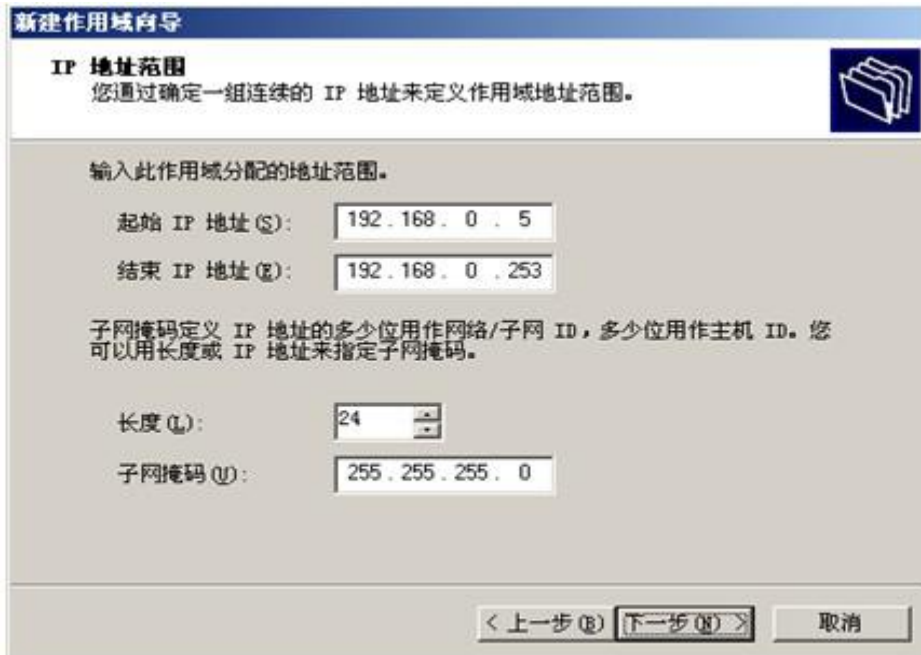 新建作用域向导
IP 地址范围
您通过确定一组连续的 IP 地址来定义作用域地址范围。
输入此作用域分配的地址范围。
起始 IP 地址(S): 192 . 168 . 0 . 5
结束 IP 地址(E): 192 . 168 . 0 . 253
子网掩码定义 IP 地址的多少位用作网络/子网 ID，多少位用作主机 ID。您
可以用长度或 IP 地址来指定子网掩码。
长度(L): 24
子网掩码(U): 255 . 255 . 255 . 0
< 上一步(B) 下一步(N) > 取消